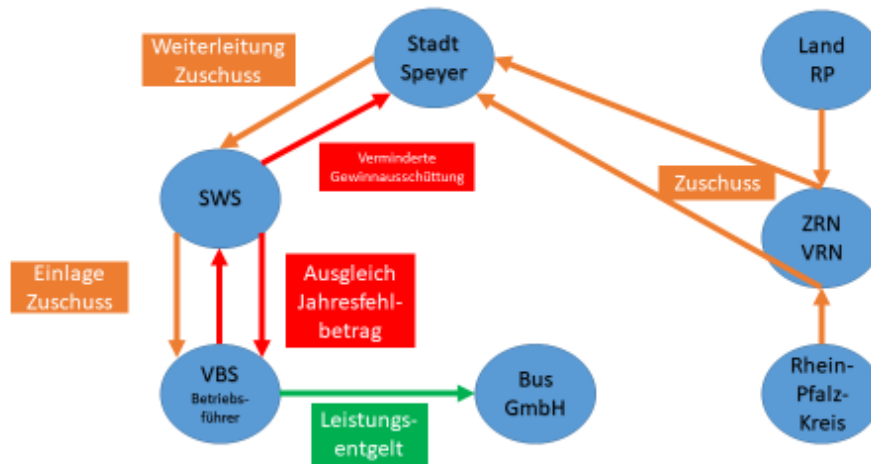 Weiterleitung
Zuschuss
Stadt
Speyer
Land
RP
Verminderte
Gewinnausschüttung
Zuschuss
SWS
ZRN
VRN
Einlage
Zuschuss
Ausgleich
Jahresfehl-
betrag
VBS
Betriebs-
führer
Bus
GmbH
Rhein-
Pfalz-
Kreis
Leistungs-
entgelt